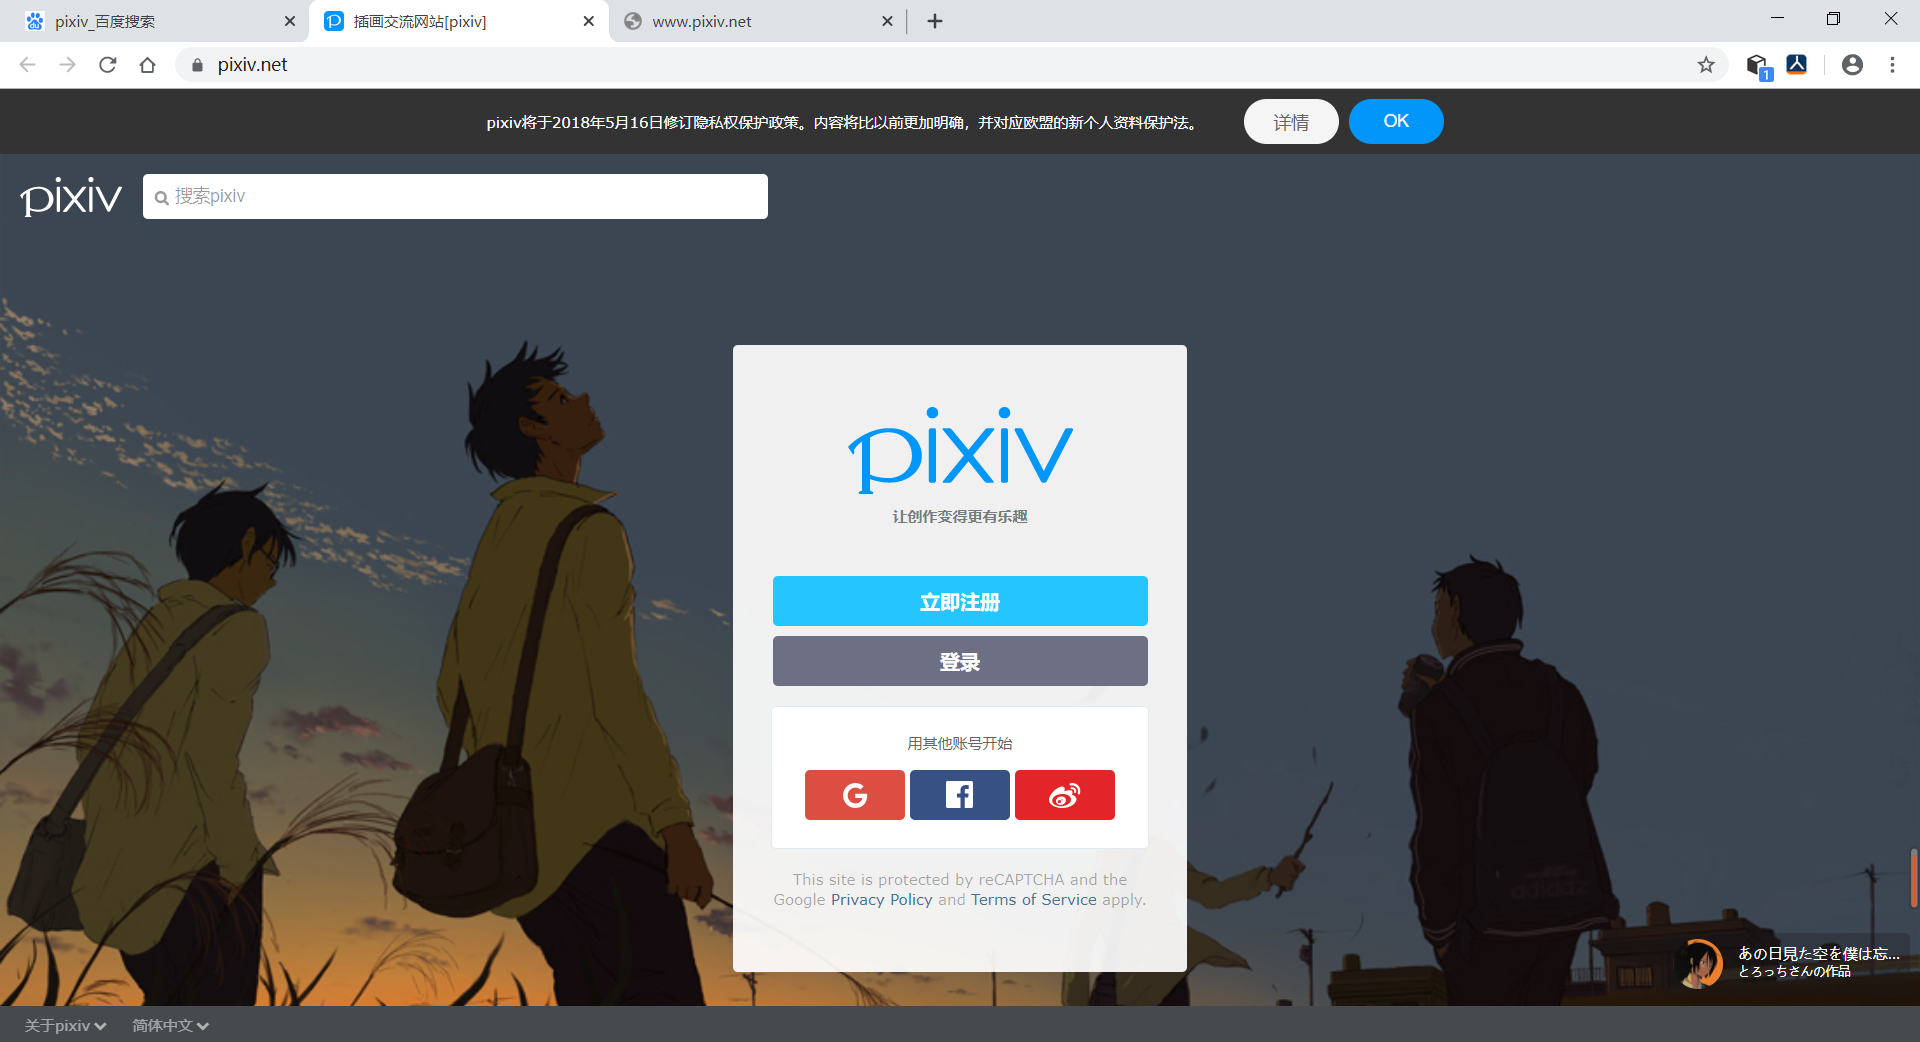 pixiv_百度搜索
插画交流网站[pixiv]
www.pixiv.net
pixiv.net
1
pixiv将于2018年5月16日修订隐私权保护政策。内容将比以前更加明确，并对应欧盟的新个人资料保护法。
详情
OK
pixiv
搜索pixiv
pixiv
让创作变得更有乐趣
立即注册
登录
用其他账号开始
This site is protected by reCAPTCHA and the
Google Privacy Policy and Terms of Service apply.
adidas
あの日見た空を僕は忘...
とろっちさんの作品
关于pixiv
简体中文